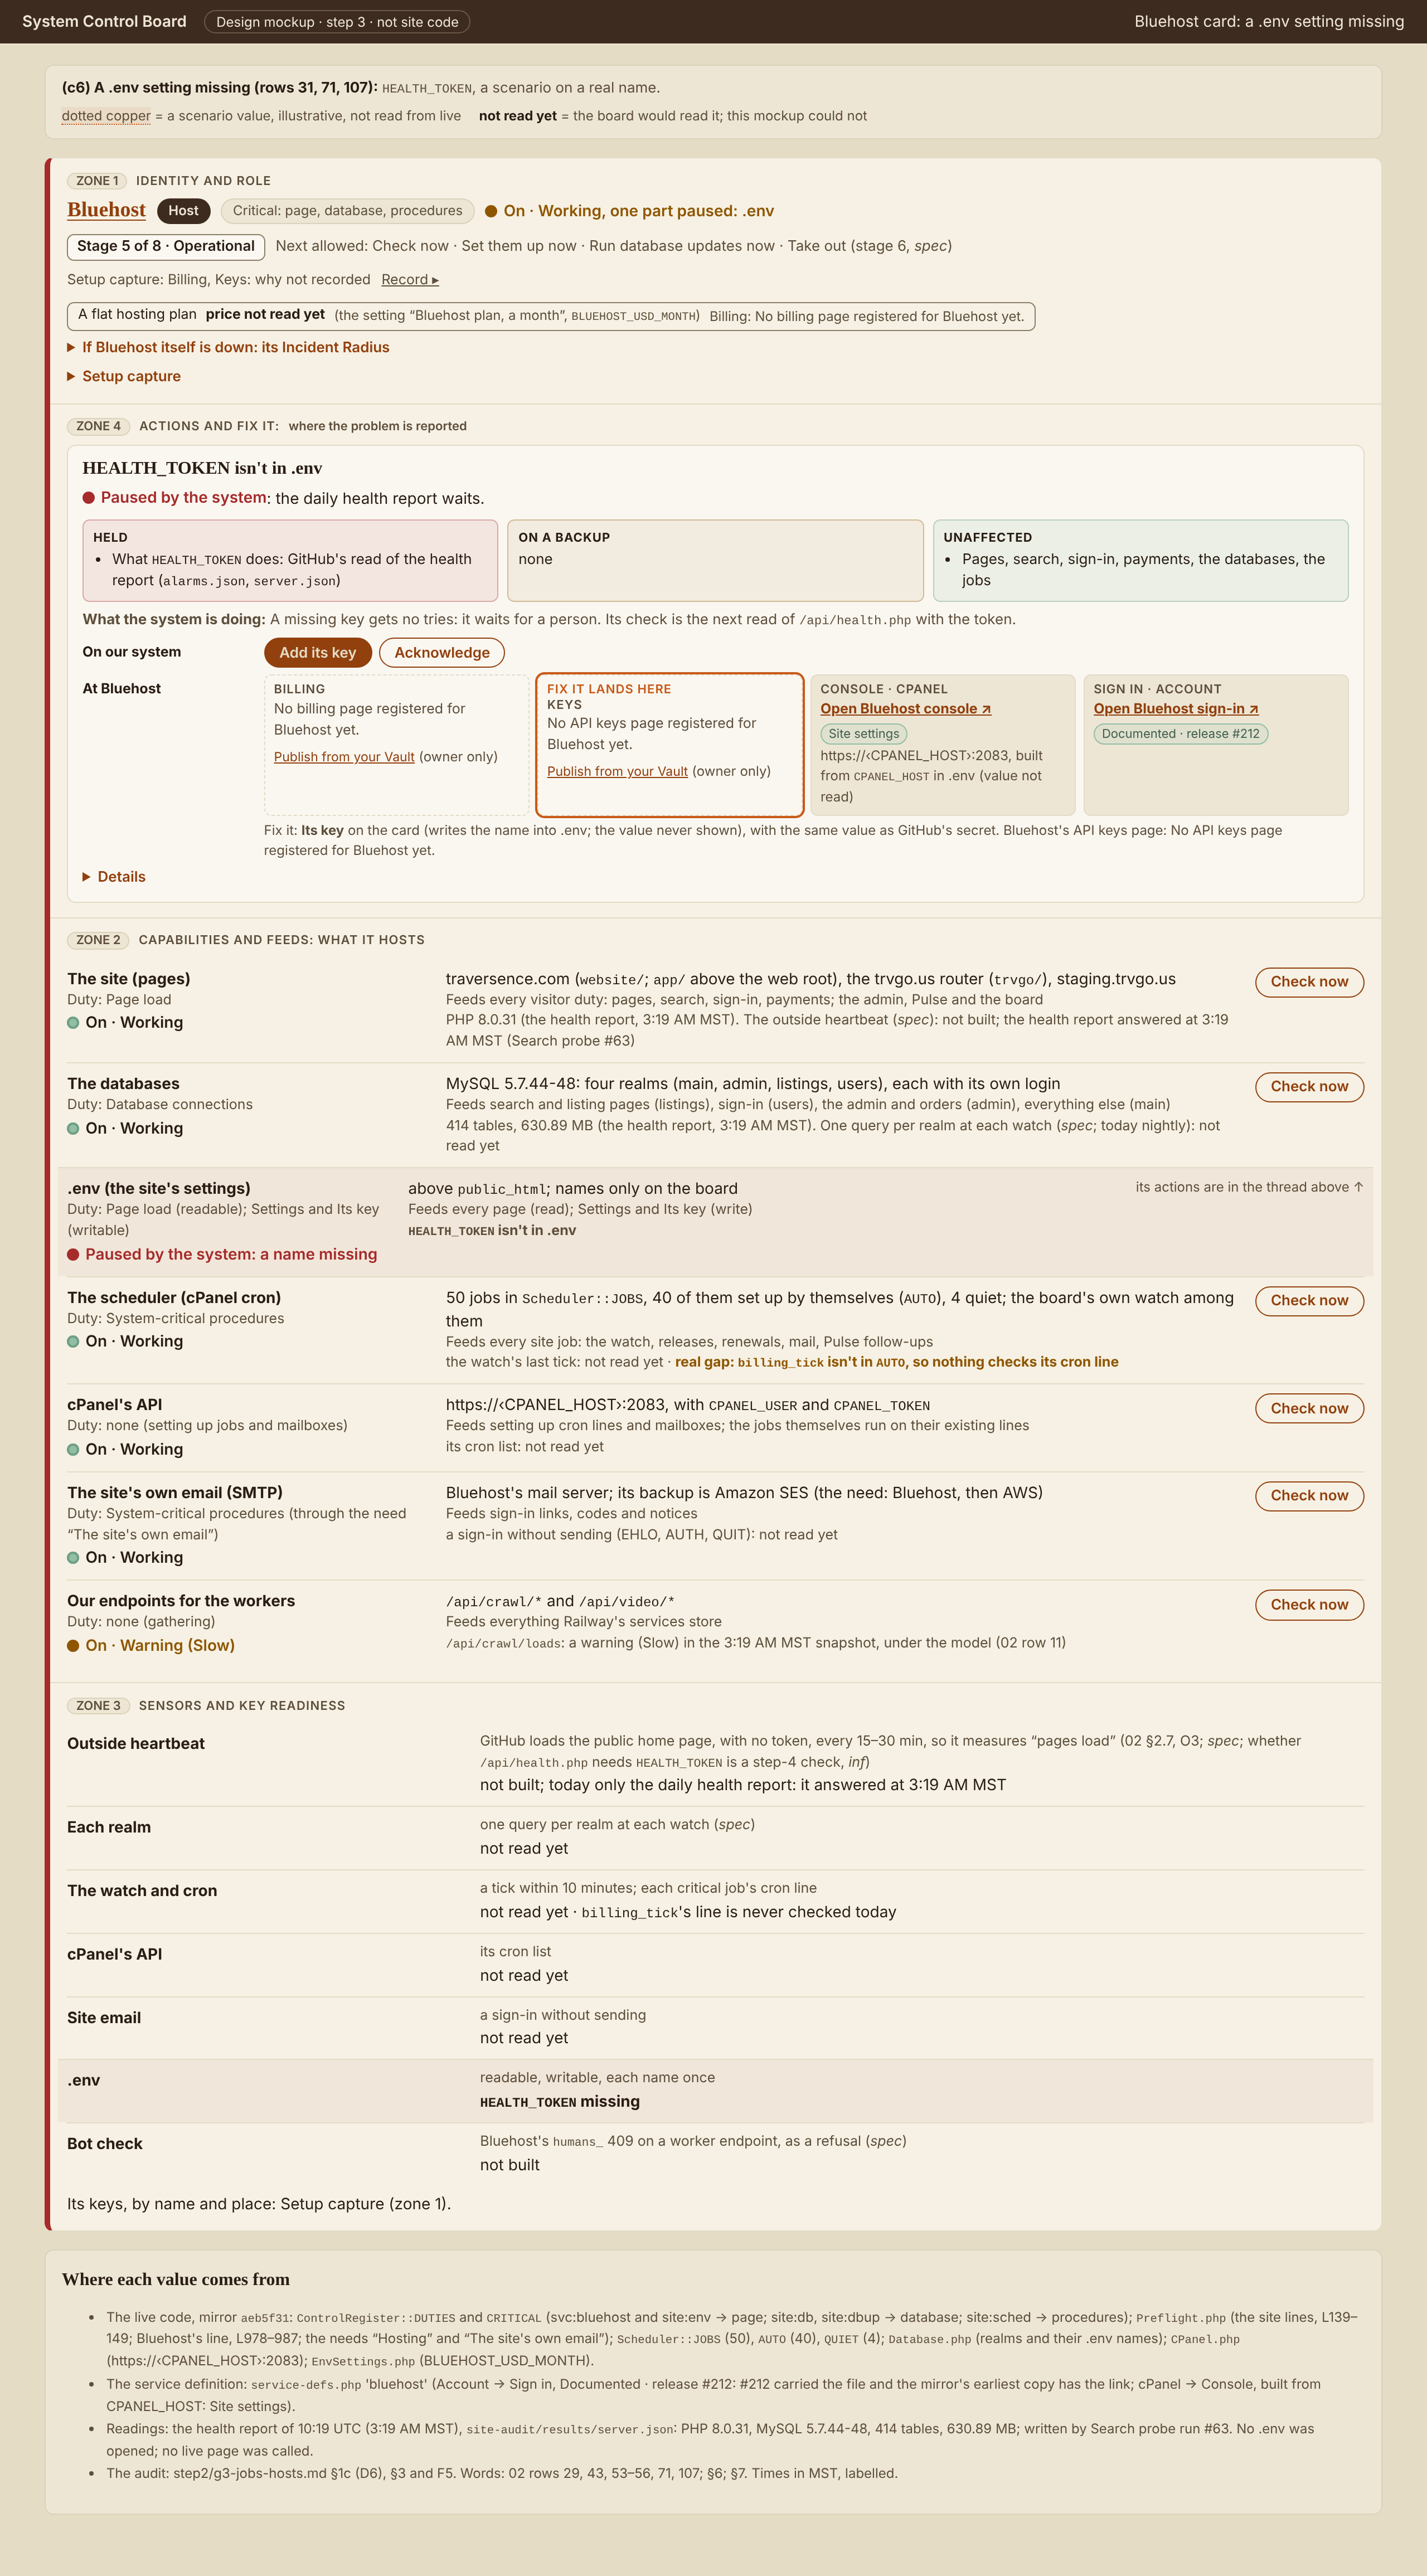 System Control Board
Design mockup · step 3 · not site code
Bluehost card: a .env setting missing
(c6) A .env setting missing (rows 31, 71, 107): HEALTH_TOKEN, a scenario on a real name.
dotted copper = a scenario value, illustrative, not read from live    not read yet = the board would read it; this mockup could not
ZONE 1 IDENTITY AND ROLE
Bluehost Host Critical: page, database, procedures On · Working, one part paused: .env
Stage 5 of 8 · Operational Next allowed: Check now · Set them up now · Run database updates now · Take out (stage 6, spec)
Setup capture: Billing, Keys: why not recorded Record ▸
A flat hosting plan price not read yet (the setting “Bluehost plan, a month”, BLUEHOST_USD_MONTH) Billing: No billing page registered for Bluehost yet.
▶ If Bluehost itself is down: its Incident Radius
▶ Setup capture
ZONE 4 ACTIONS AND FIX IT: where the problem is reported
HEALTH_TOKEN isn't in .env
Paused by the system: the daily health report waits.
HELD
• What HEALTH_TOKEN does: GitHub's read of the health
report (alarms.json, server.json)
ON A BACKUP
none
UNAFFECTED
• Pages, search, sign-in, payments, the databases, the
jobs
What the system is doing: A missing key gets no tries: it waits for a person. Its check is the next read of /api/health.php with the token.
On our system
Add its key
Acknowledge
At Bluehost
BILLING
No billing page registered for
Bluehost yet.
Publish from your Vault (owner only)
FIX IT LANDS HERE
KEYS
No API keys page registered for
Bluehost yet.
Publish from your Vault (owner only)
CONSOLE · CPANEL
Open Bluehost console ↗
Site settings
https://‹CPANEL_HOST›:2083, built
from CPANEL_HOST in .env (value not
read)
SIGN IN · ACCOUNT
Open Bluehost sign-in ↗
Documented · release #212
Fix it: Its key on the card (writes the name into .env; the value never shown), with the same value as GitHub's secret. Bluehost's API keys page: No API keys page
registered for Bluehost yet.
▶ Details
ZONE 2 CAPABILITIES AND FEEDS: WHAT IT HOSTS
The site (pages)
Duty: Page load
On · Working
traversence.com (website/; app/ above the web root), the trvgo.us router (trvgo/), staging.trvgo.us
Feeds every visitor duty: pages, search, sign-in, payments; the admin, Pulse and the board
PHP 8.0.31 (the health report, 3:19 AM MST). The outside heartbeat (spec): not built; the health report answered at 3:19
AM MST (Search probe #63)
Check now
The databases
Duty: Database connections
On · Working
MySQL 5.7.44-48: four realms (main, admin, listings, users), each with its own login
Feeds search and listing pages (listings), sign-in (users), the admin and orders (admin), everything else (main)
414 tables, 630.89 MB (the health report, 3:19 AM MST). One query per realm at each watch (spec; today nightly): not
read yet
Check now
.env (the site's settings)
Duty: Page load (readable); Settings and Its key
(writable)
Paused by the system: a name missing
above public_html; names only on the board
Feeds every page (read); Settings and Its key (write)
HEALTH_TOKEN isn't in .env
its actions are in the thread above ↑
The scheduler (cPanel cron)
Duty: System-critical procedures
On · Working
50 jobs in Scheduler::JOBS, 40 of them set up by themselves (AUTO), 4 quiet; the board's own watch among
them
Feeds every site job: the watch, releases, renewals, mail, Pulse follow-ups
the watch's last tick: not read yet · real gap: billing_tick isn't in AUTO, so nothing checks its cron line
Check now
cPanel's API
Duty: none (setting up jobs and mailboxes)
On · Working
https://‹CPANEL_HOST›:2083, with CPANEL_USER and CPANEL_TOKEN
Feeds setting up cron lines and mailboxes; the jobs themselves run on their existing lines
its cron list: not read yet
Check now
The site's own email (SMTP)
Duty: System-critical procedures (through the need
“The site's own email”)
On · Working
Bluehost's mail server; its backup is Amazon SES (the need: Bluehost, then AWS)
Feeds sign-in links, codes and notices
a sign-in without sending (EHLO, AUTH, QUIT): not read yet
Check now
Our endpoints for the workers
Duty: none (gathering)
On · Warning (Slow)
/api/crawl/* and /api/video/*
Feeds everything Railway's services store
/api/crawl/loads: a warning (Slow) in the 3:19 AM MST snapshot, under the model (02 row 11)
Check now
ZONE 3 SENSORS AND KEY READINESS
Outside heartbeat
GitHub loads the public home page, with no token, every 15–30 min, so it measures “pages load” (02 §2.7, O3; spec; whether
/api/health.php needs HEALTH_TOKEN is a step-4 check, inf)
not built; today only the daily health report: it answered at 3:19 AM MST
Each realm
one query per realm at each watch (spec)
not read yet
The watch and cron
a tick within 10 minutes; each critical job's cron line
not read yet · billing_tick's line is never checked today
cPanel's API
its cron list
not read yet
Site email
a sign-in without sending
not read yet
.env
readable, writable, each name once
HEALTH_TOKEN missing
Bot check
Bluehost's humans_ 409 on a worker endpoint, as a refusal (spec)
not built
Its keys, by name and place: Setup capture (zone 1).
Where each value comes from
• The live code, mirror aeb5f31: ControlRegister::DUTIES and CRITICAL (svc:bluehost and site:env → page; site:db, site:dbup → database; site:sched → procedures); Preflight.php (the site lines, L139–
149; Bluehost's line, L978–987; the needs “Hosting” and “The site's own email”); Scheduler::JOBS (50), AUTO (40), QUIET (4); Database.php (realms and their .env names); CPanel.php
(https://‹CPANEL_HOST›:2083); EnvSettings.php (BLUEHOST_USD_MONTH).
• The service definition: service-defs.php 'bluehost' (Account → Sign in, Documented · release #212: #212 carried the file and the mirror's earliest copy has the link; cPanel → Console, built from
CPANEL_HOST: Site settings).
• Readings: the health report of 10:19 UTC (3:19 AM MST), site-audit/results/server.json: PHP 8.0.31, MySQL 5.7.44-48, 414 tables, 630.89 MB; written by Search probe run #63. No .env was
opened; no live page was called.
• The audit: step2/g3-jobs-hosts.md §1c (D6), §3 and F5. Words: 02 rows 29, 43, 53–56, 71, 107; §6; §7. Times in MST, labelled.